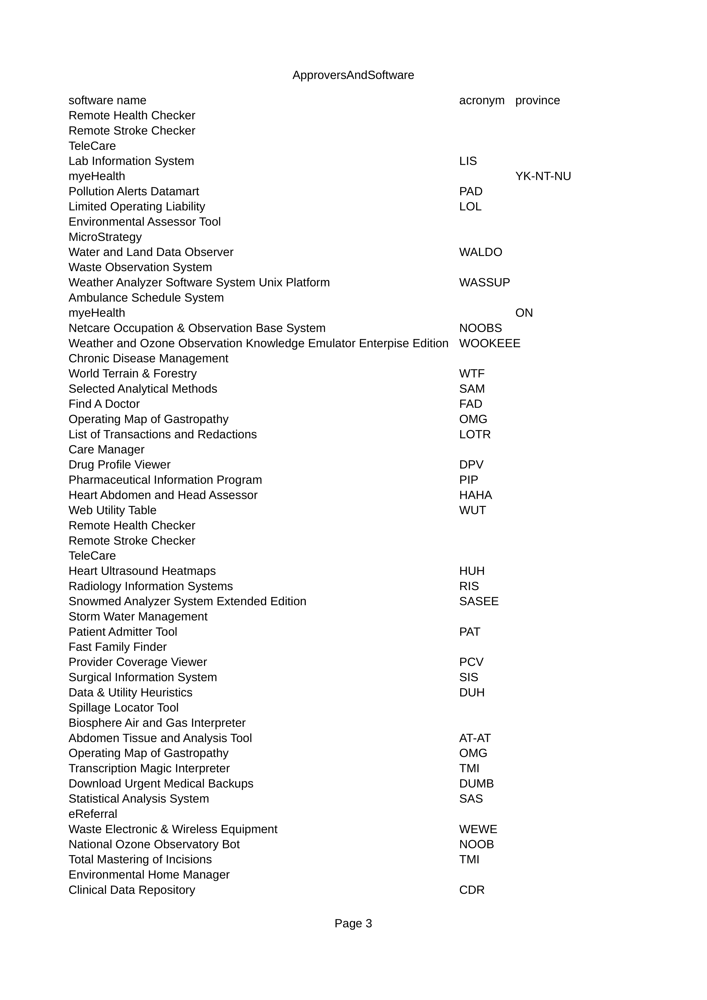 ApproversAndSoftware
software name acronym province
Remote Health Checker
Remote Stroke Checker
TeleCare
Lab Information System LIS
myeHealth YK-NT-NU
Pollution Alerts Datamart PAD
Limited Operating Liability LOL
Environmental Assessor Tool
MicroStrategy
Water and Land Data Observer WALDO
Waste Observation System
Weather Analyzer Software System Unix Platform WASSUP
Ambulance Schedule System
myeHealth ON
Netcare Occupation & Observation Base System NOOBS
Weather and Ozone Observation Knowledge Emulator Enterpise Edition WOOKEEE
Chronic Disease Management
World Terrain & Forestry WTF
Selected Analytical Methods SAM
Find A Doctor FAD
Operating Map of Gastropathy OMG
List of Transactions and Redactions LOTR
Care Manager
Drug Profile Viewer DPV
Pharmaceutical Information Program PIP
Heart Abdomen and Head Assessor HAHA
Web Utility Table WUT
Remote Health Checker
Remote Stroke Checker
TeleCare
Heart Ultrasound Heatmaps HUH
Radiology Information Systems RIS
Snowmed Analyzer System Extended Edition SASEE
Storm Water Management
Patient Admitter Tool PAT
Fast Family Finder
Provider Coverage Viewer PCV
Surgical Information System SIS
Data & Utility Heuristics DUH
Spillage Locator Tool
Biosphere Air and Gas Interpreter
Abdomen Tissue and Analysis Tool AT-AT
Operating Map of Gastropathy OMG
Transcription Magic Interpreter TMI
Download Urgent Medical Backups DUMB
Statistical Analysis System SAS
eReferral
Waste Electronic & Wireless Equipment WEWE
National Ozone Observatory Bot NOOB
Total Mastering of Incisions TMI
Environmental Home Manager
Clinical Data Repository CDR
Page 3